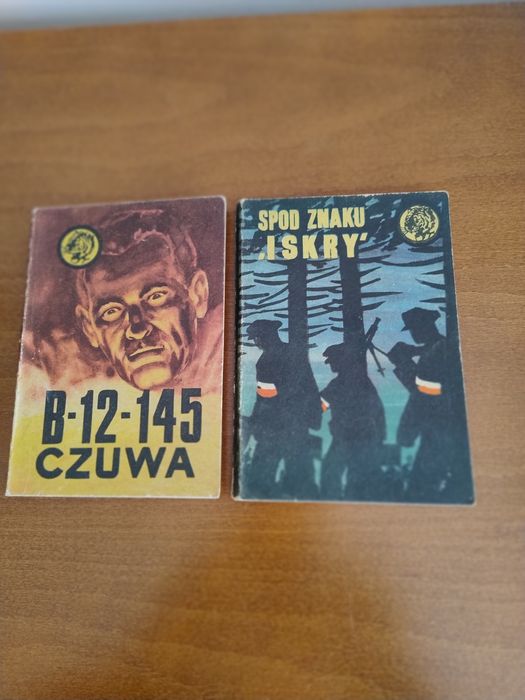 B-12-145
CZUWA
SPOD ZNAKU
„ISKRY”